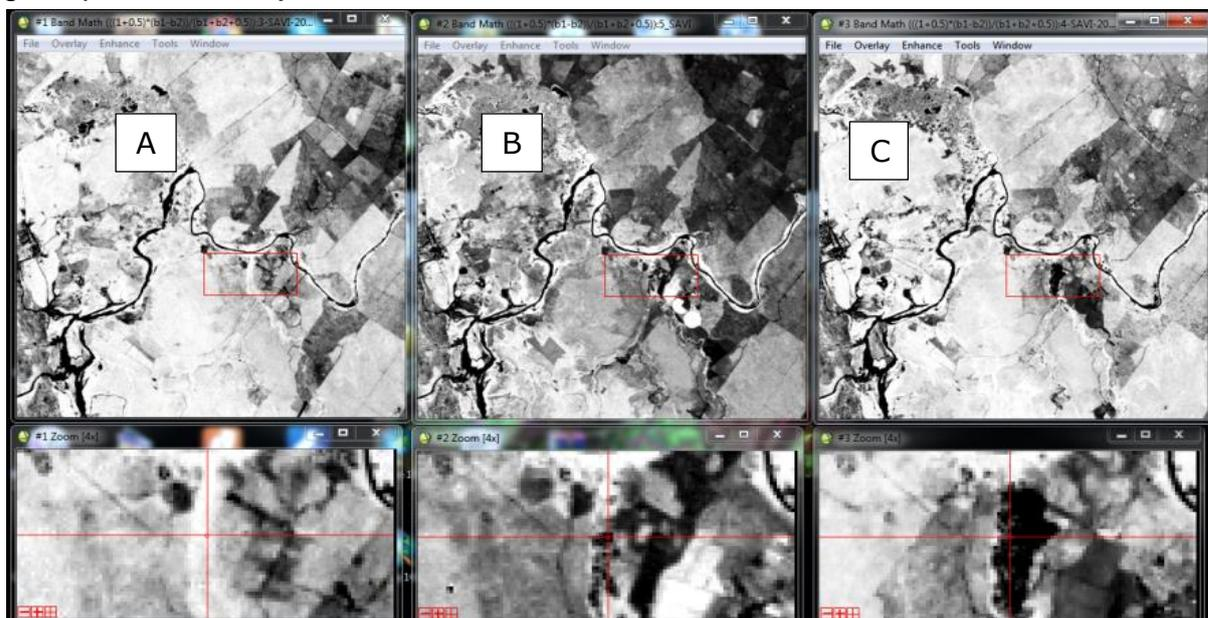 #1 Band Math (((1+0.5)*(b1-b2))/(b1+b2+0.5)):3-SAVI-20...
File Overlay Enhance Tools Window
A
#1 Zoom [4x]
#2 Band Math (((1+0.5)*(b1-b2))/(b1+b2+0.5)):5_SAVI
File Overlay Enhance Tools Window
B
#2 Zoom [4x]
#3 Band Math (((1+0.5)*(b1-b2))/(b1+b2+0.5)):4-SAVI-20...
File Overlay Enhance Tools Window
C
#3 Zoom [4x]